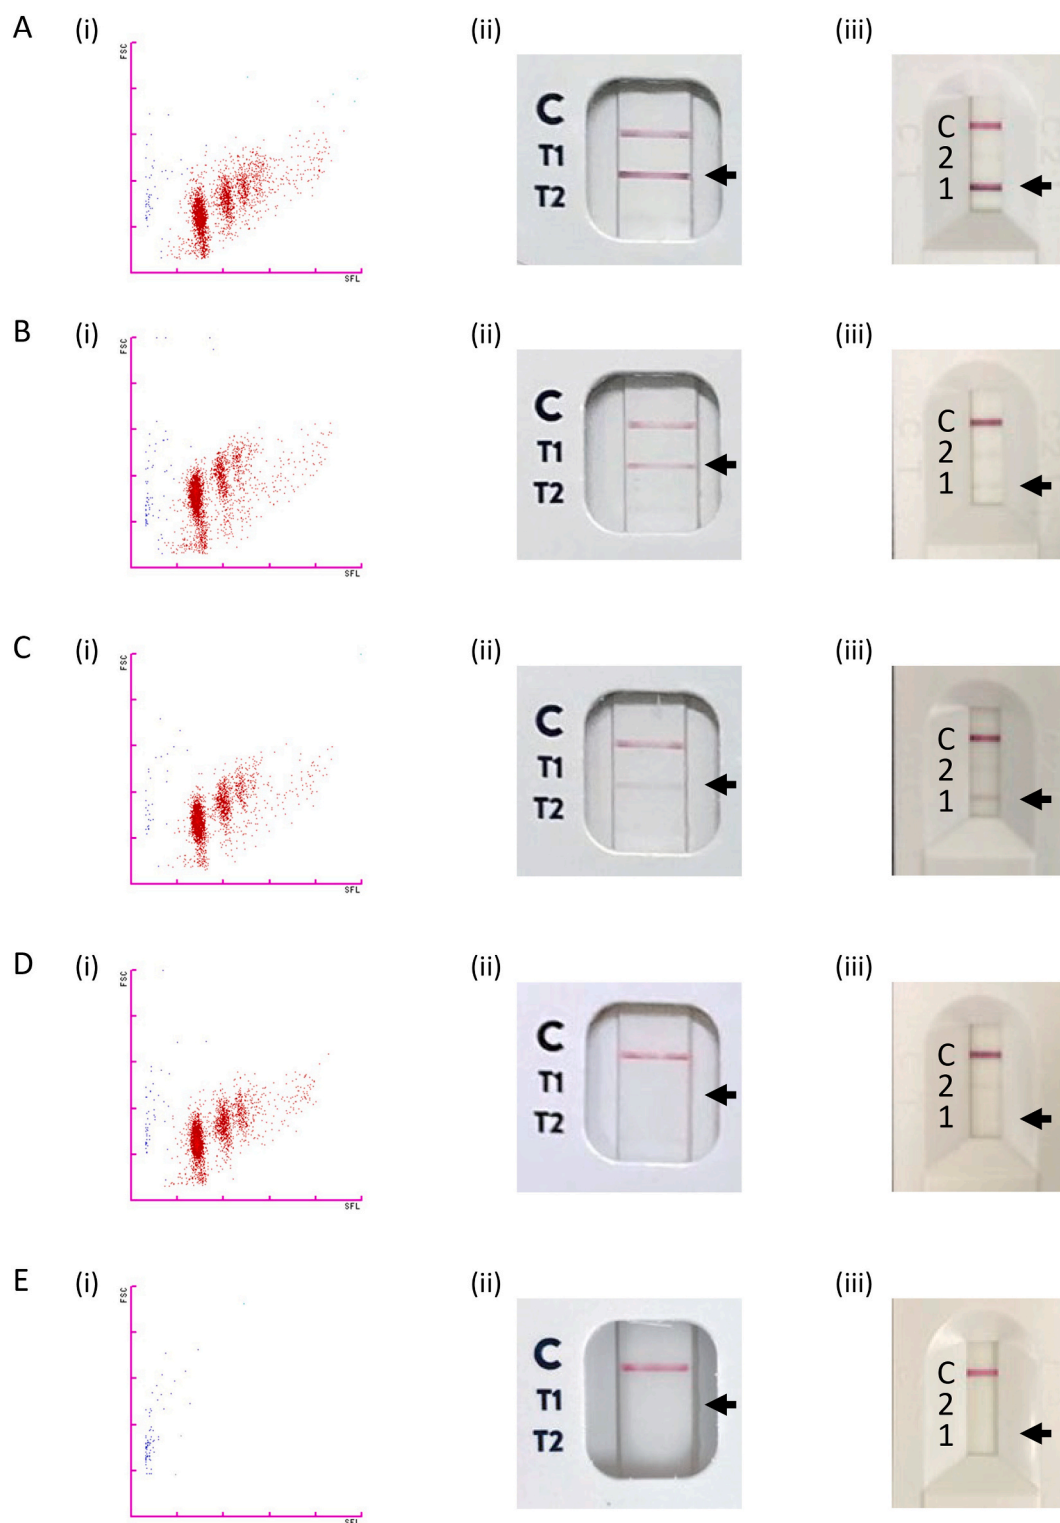 A (i) (ii) (iii)
FSC
SFL
C
T1
T2
C
2
1
B (i) (ii) (iii)
FSC
SFL
C
T1
T2
C
2
1
C (i) (ii) (iii)
FSC
SFL
C
T1
T2
C
2
1
D (i) (ii) (iii)
FSC
SFL
C
T1
T2
C
2
1
E (i) (ii) (iii)
FSC
SFL
C
T1
T2
C
2
1